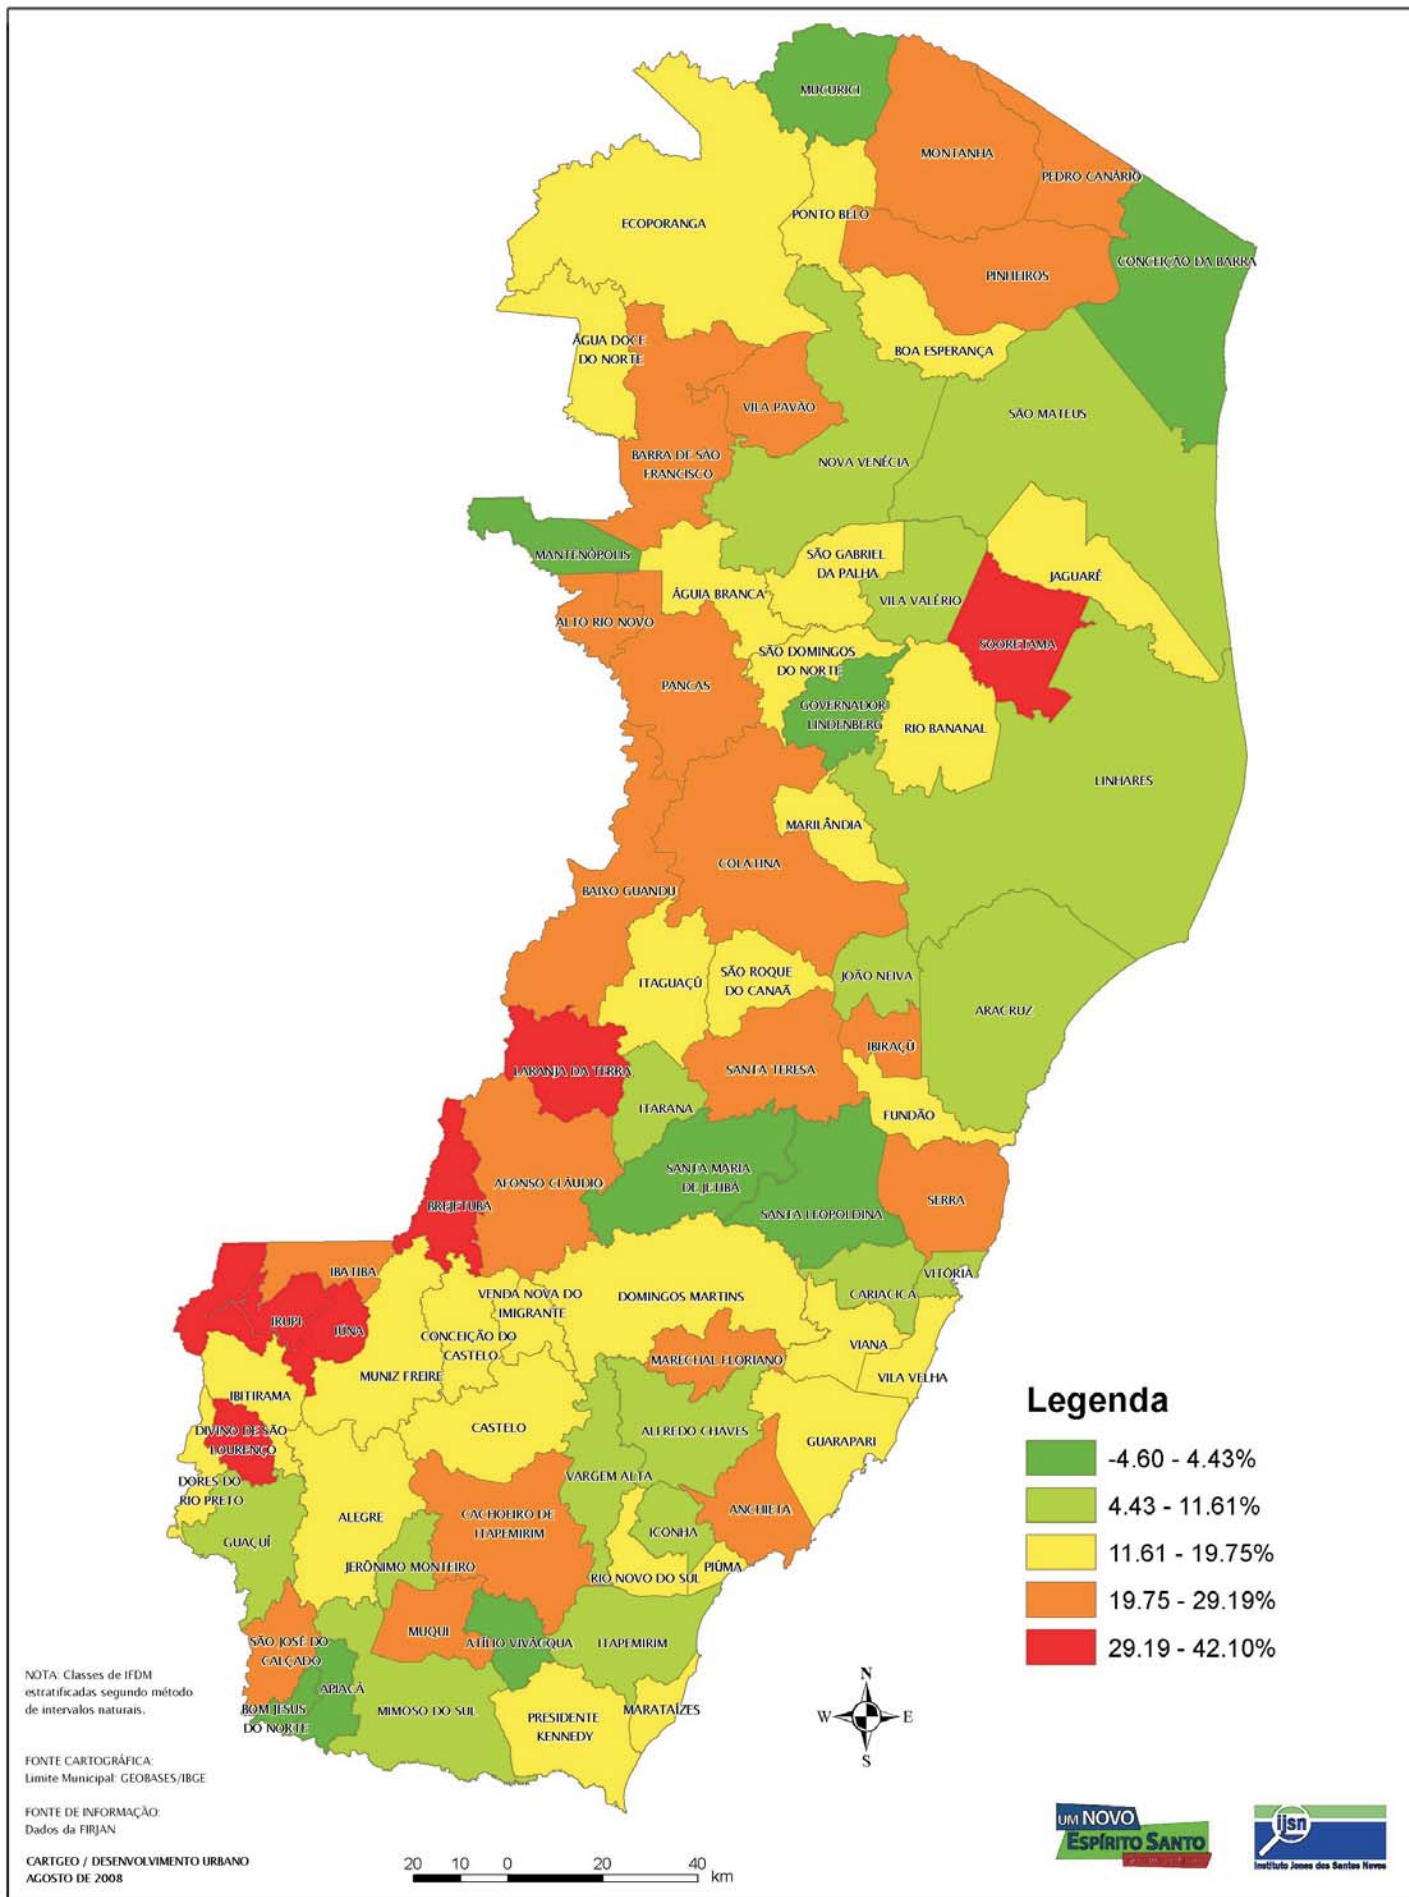 MUCURICI
MONTANHA
PEDRO CANÁRIO
ECOPORANGA
PONTO BELO
CONCEIÇÃO DA BARRA
PINHEIROS
ÁGUA DOCE
DO NORTE
BOA ESPERANÇA
VILA PAVÃO
SÃO MATEUS
BARRA DE SÃO
FRANCISCO
NOVA VENÉCIA
MANTENÓPOLIS
SÃO GABRIEL
DA PALHA
JAGUARÉ
ÁGUIA BRANCA
VILA VALÉRIO
ALTO RIO NOVO
SOORETAMA
SÃO DOMINGOS
DO NORTE
PANCAS
GOVERNADOR
LINDENBERG
RIO BANANAL
LINHARES
MARILÂNDIA
COLATINA
BAIXO GUANDU
ITAGUAÇÚ
SÃO ROQUE
DO CANAÃ
JOÃO NEIVA
ARACRUZ
IBIRAÇÚ
LARANJA DA TERRA
SANTA TERESA
ITARANA
FUNDÃO
AFONSO CLÁUDIO
SANTA MARIA
DE JETIBÁ
BREJETUBA
SERRA
SANTA LEOPOLDINA
IBATIBA
VITÓRIA
VENDA NOVA DO
IMIGRANTE
DOMINGOS MARTINS
CARIACICA
IRUPI
IÚNA
CONCEIÇÃO DO
CASTELO
VIANA
MARECHAL FLORIANO
MUNIZ FREIRE
VILA VELHA
IBITIRAMA
DIVINO DE SÃO
LOURENÇO
CASTELO
ALFREDO CHAVES
GUARAPARI
DORES DO
RIO PRETO
VARGEM ALTA
ALEGRE
CACHOEIRO DE
ITAPEMIRIM
ANCHIETA
GUAÇUÍ
ICONHA
JERÔNIMO MONTEIRO
RIO NOVO DO SUL
PIÚMA
MUQUI
ATÍLIO VIVÁCQUA
ITAPEMIRIM
SÃO JOSÉ DO
CALÇADO
APIACÁ
BOM JESUS
DO NORTE
MIMOSO DO SUL
PRESIDENTE
KENNEDY
MARATAÍZES
Legenda
-4.60 - 4.43%
4.43 - 11.61%
11.61 - 19.75%
19.75 - 29.19%
29.19 - 42.10%
NOTA: Classes de IFDM
estratificadas segundo método
de intervalos naturais.
FONTE CARTOGRÁFICA:
Limite Municipal: GEOBASES/IBGE
FONTE DE INFORMAÇÃO:
Dados da FIRJAN
CARTGEO / DESENVOLVIMENTO URBANO
AGOSTO DE 2008
20 10 0 20 40
km
N
W E
S
UM NOVO
ESPÍRITO SANTO
ijsn
Instituto Jones dos Santos Neves